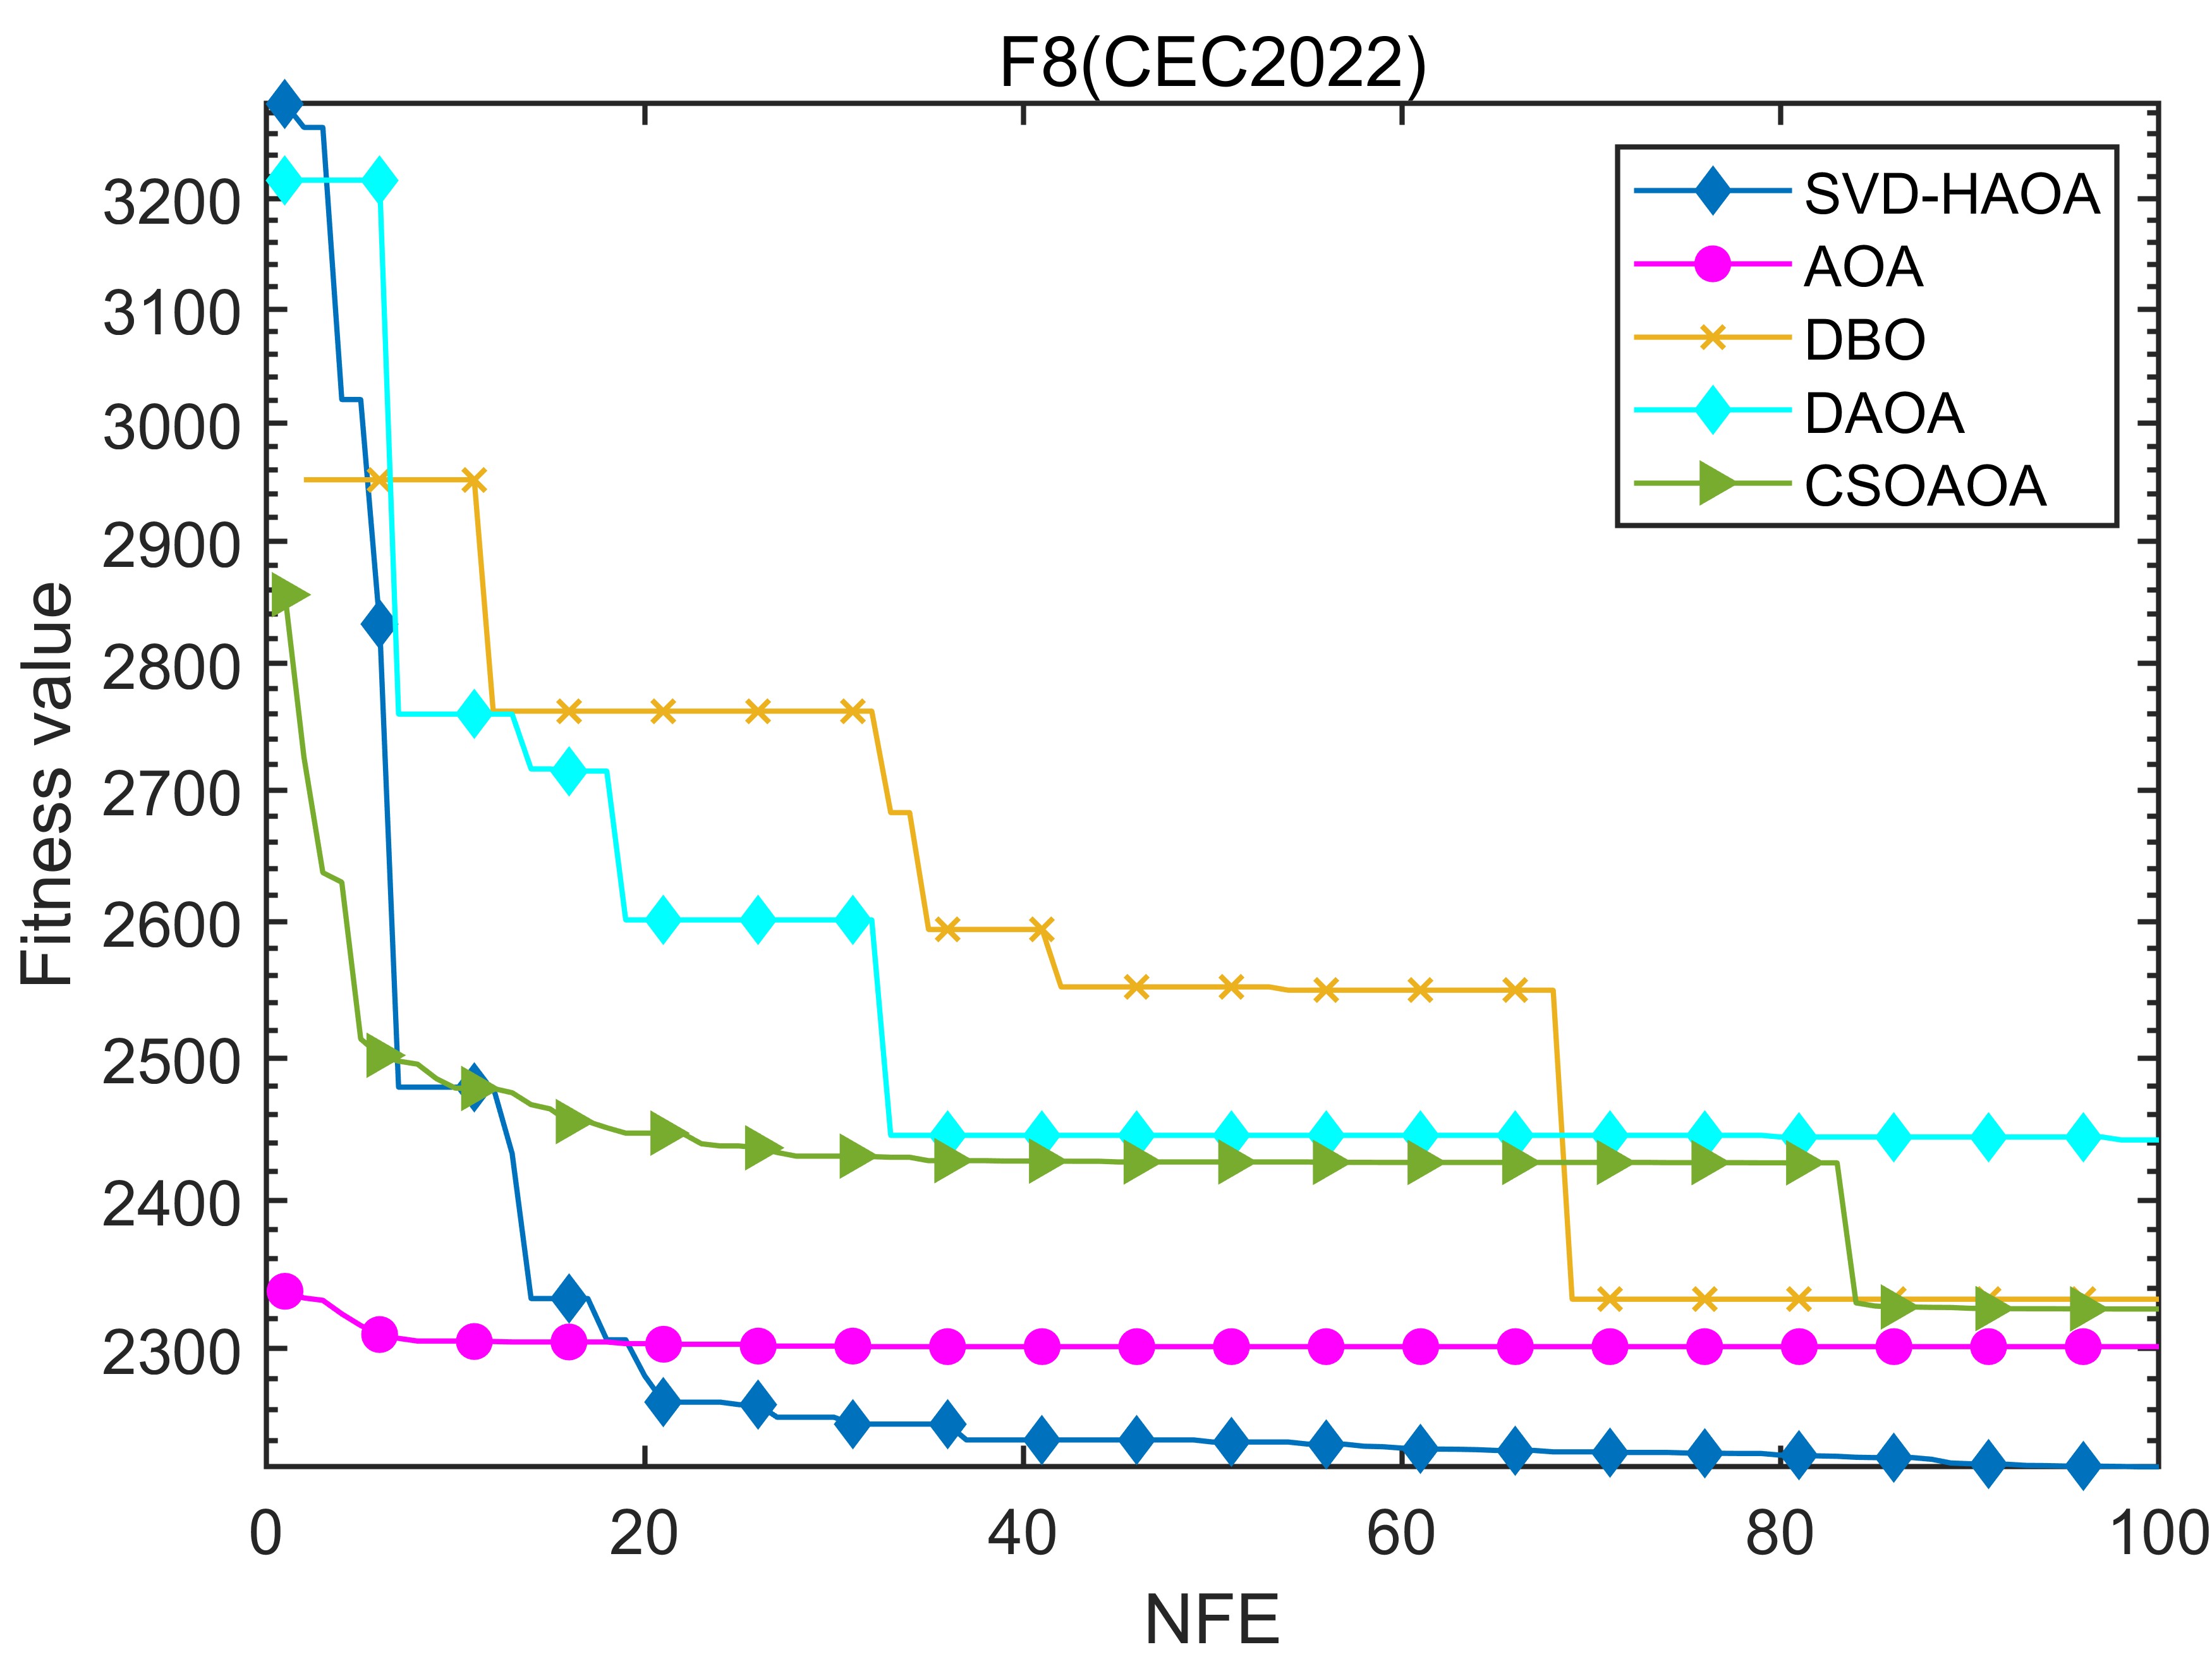 F8(CEC2022)
SVD-HAOA
AOA
DBO
DAOA
CSOAOA
Fitness value
3200
3100
3000
2900
2800
2700
2600
2500
2400
2300
0 20 40 60 80 100
NFE